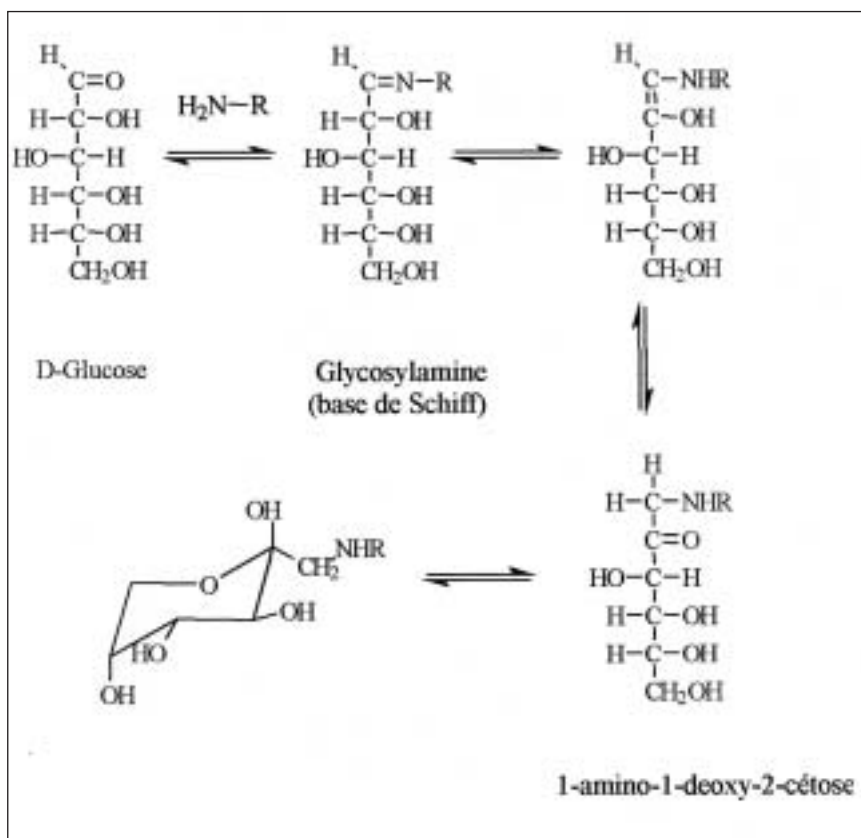 H H H
C=O H₂N–R C=N–R C–NHR
H–C–OH H–C–OH C–OH
HO–C–H HO–C–H HO–C–H
H–C–OH H–C–OH H–C–OH
H–C–OH H–C–OH H–C–OH
CH₂OH CH₂OH CH₂OH
D-Glucose
Glycosylamine
(base de Schiff)
H
H–C–NHR
C=O
HO–C–H
H–C–OH
H–C–OH
CH₂OH
OH
NHR
CH₂
O
OH
HO
OH
1-amino-1-deoxy-2-cétose